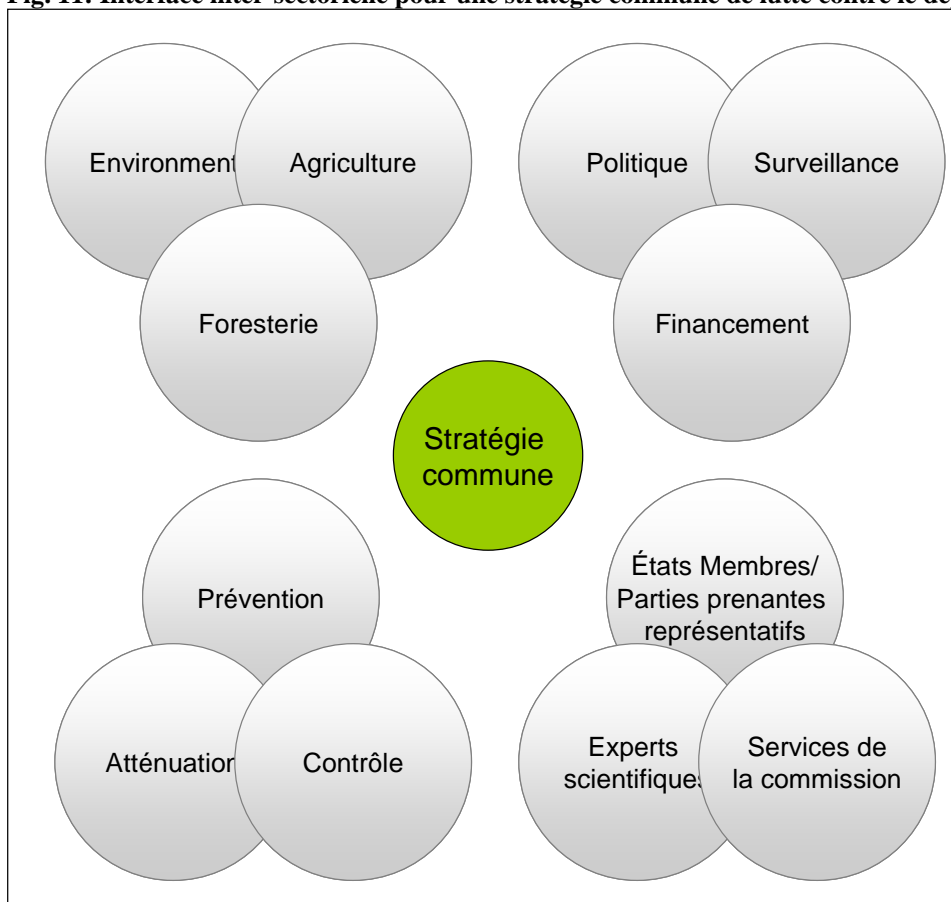 Fig. 11: Interface inter-sectorielle pour une stratégie commune de lutte contre le dé
Environment
Agriculture
Foresterie
Politique
Surveillance
Financement
Stratégie
commune
Prévention
Atténuation
Contrôle
États Membres/
Parties prenantes
représentatifs
Experts
scientifiques
Services de
la commission